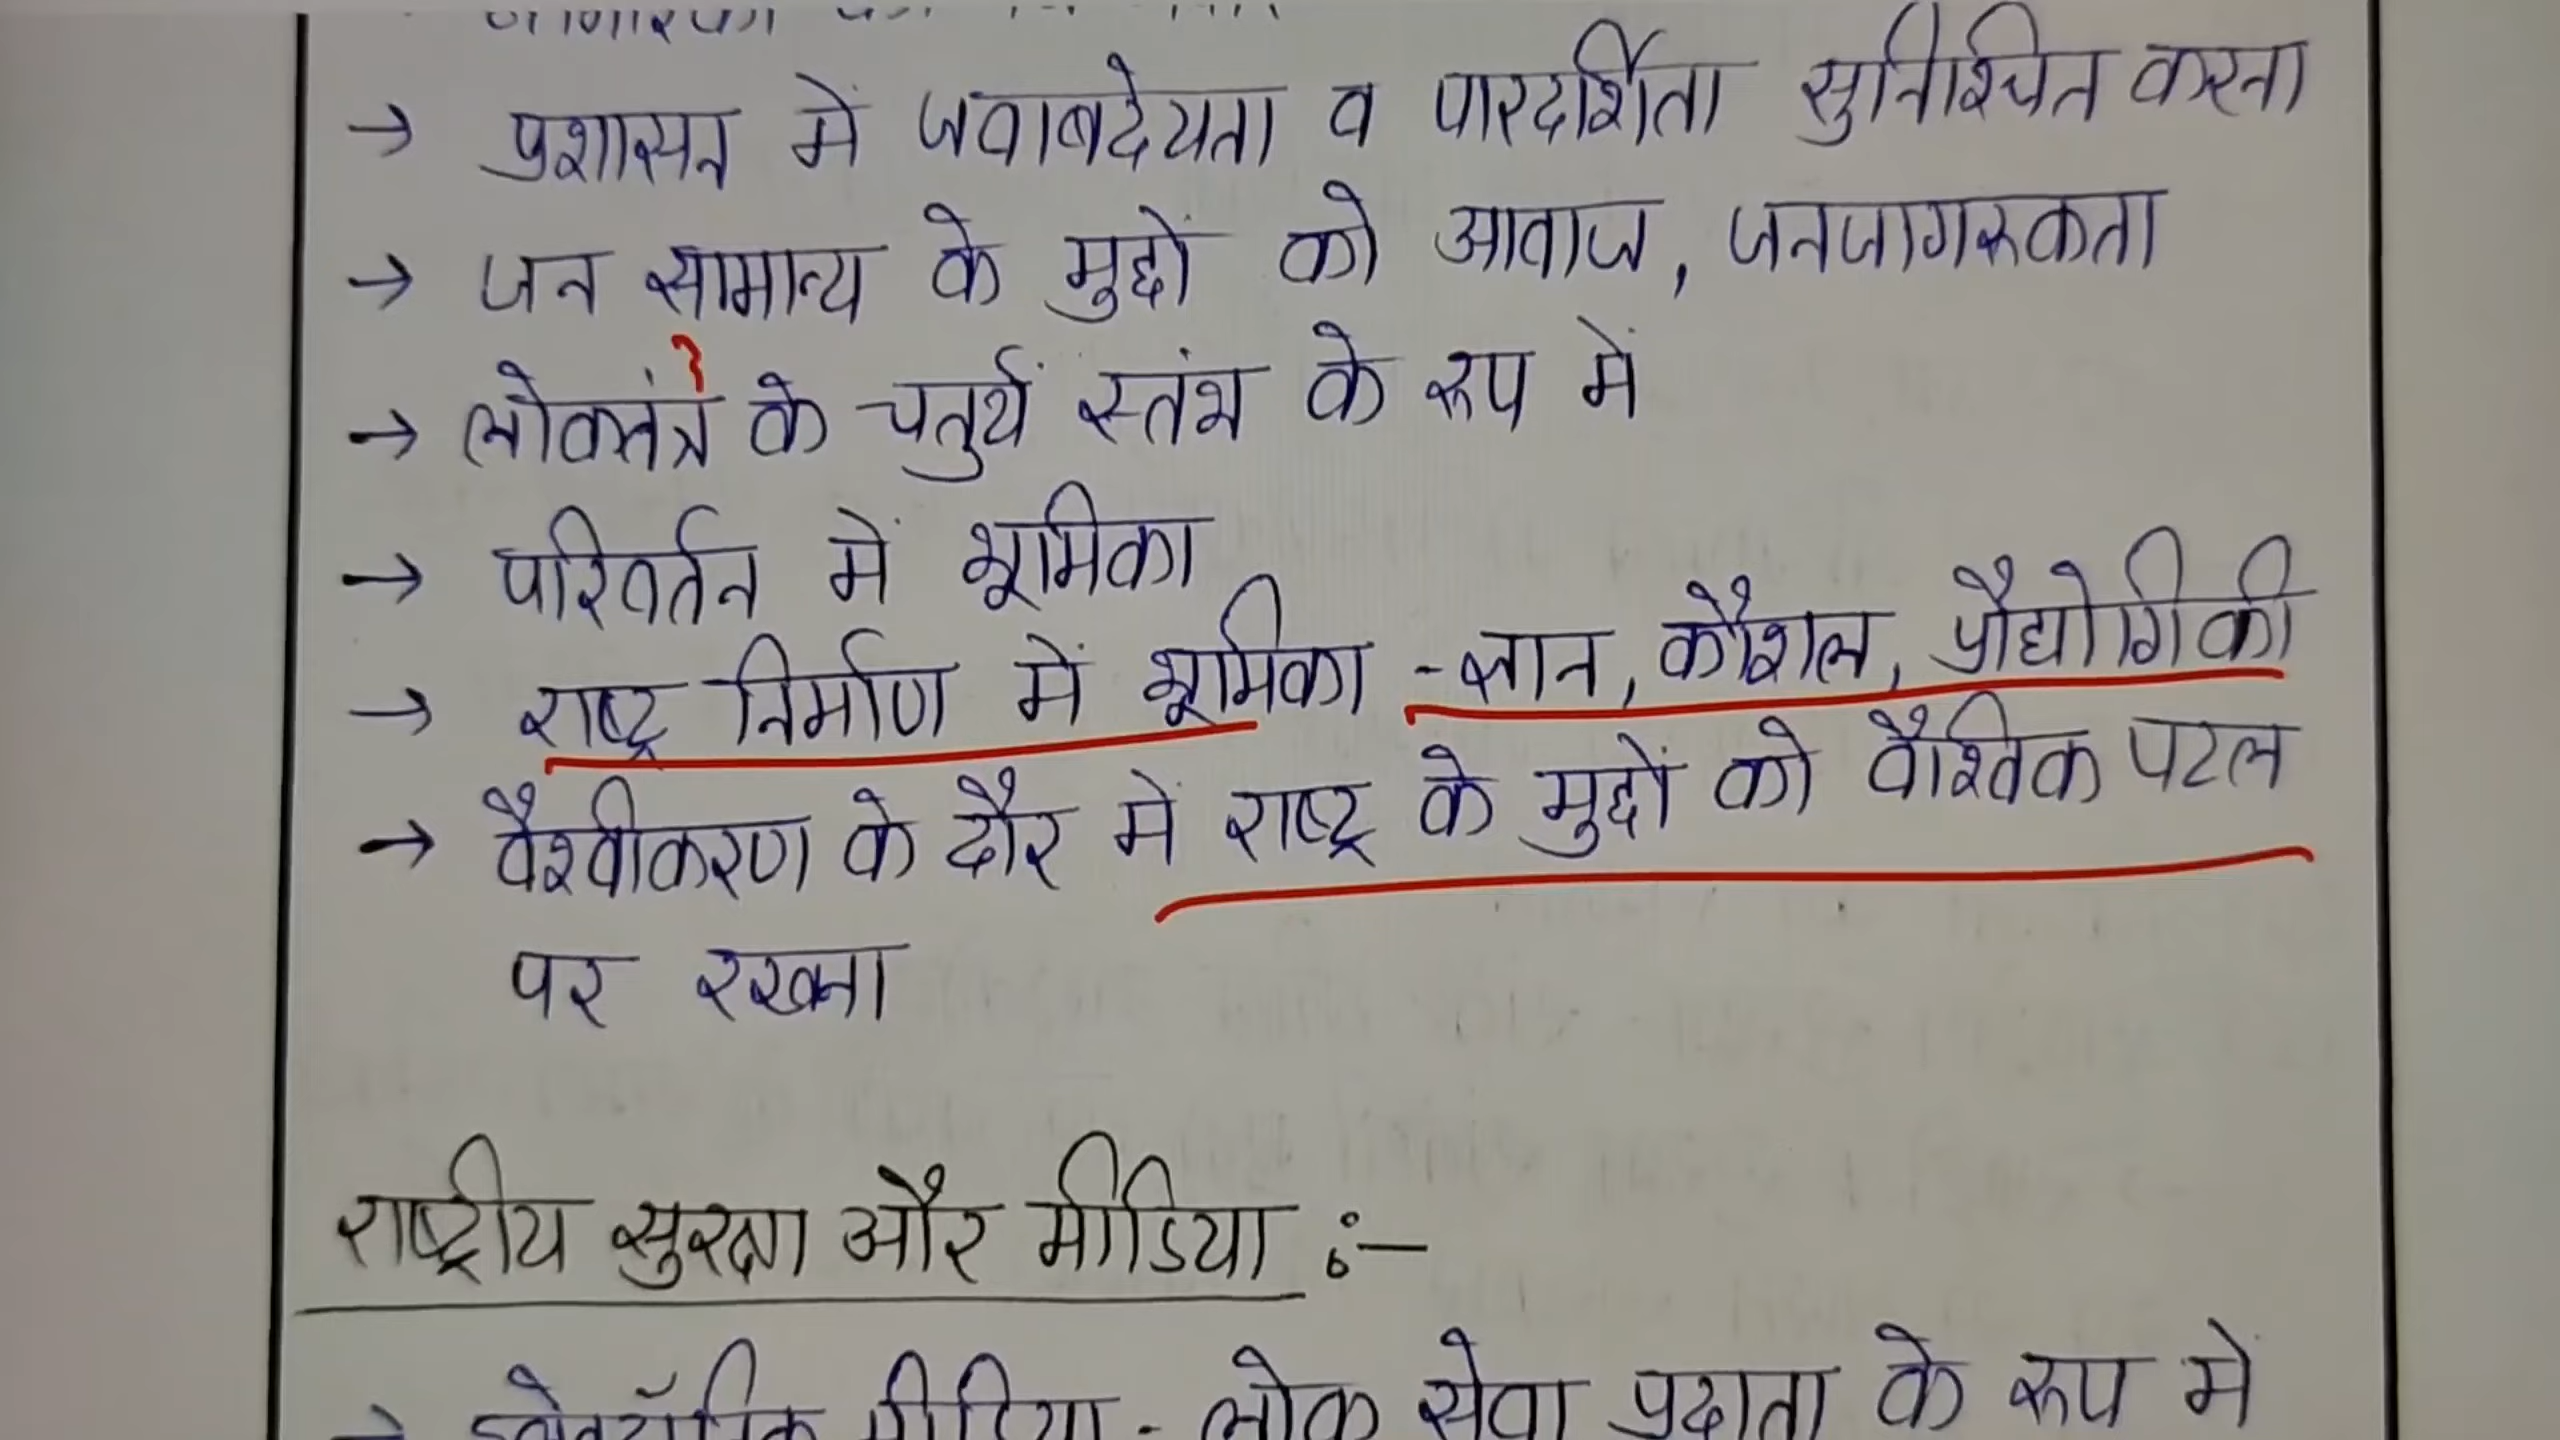 → प्रशासन में जवाबदेयता व पारदर्शिता सुनिश्चित करना
→ जन सामान्य के मुद्दों को आवाज, जनजागरूकता
→ लोकतंत्र के चतुर्थ स्तंभ के रूप में
→ परिवर्तन में भूमिका
→ राष्ट्र निर्माण में भूमिका - ज्ञान, कौशल, प्रौद्योगिकी
→ वैश्वीकरण के दौर में राष्ट्र के मुद्दों को वैश्विक पटल
पर रखना
राष्ट्रीय सुरक्षा और मीडिया :-
→ इलेक्ट्रॉनिक मीडिया - लोक सेवा प्रदाता के रूप में